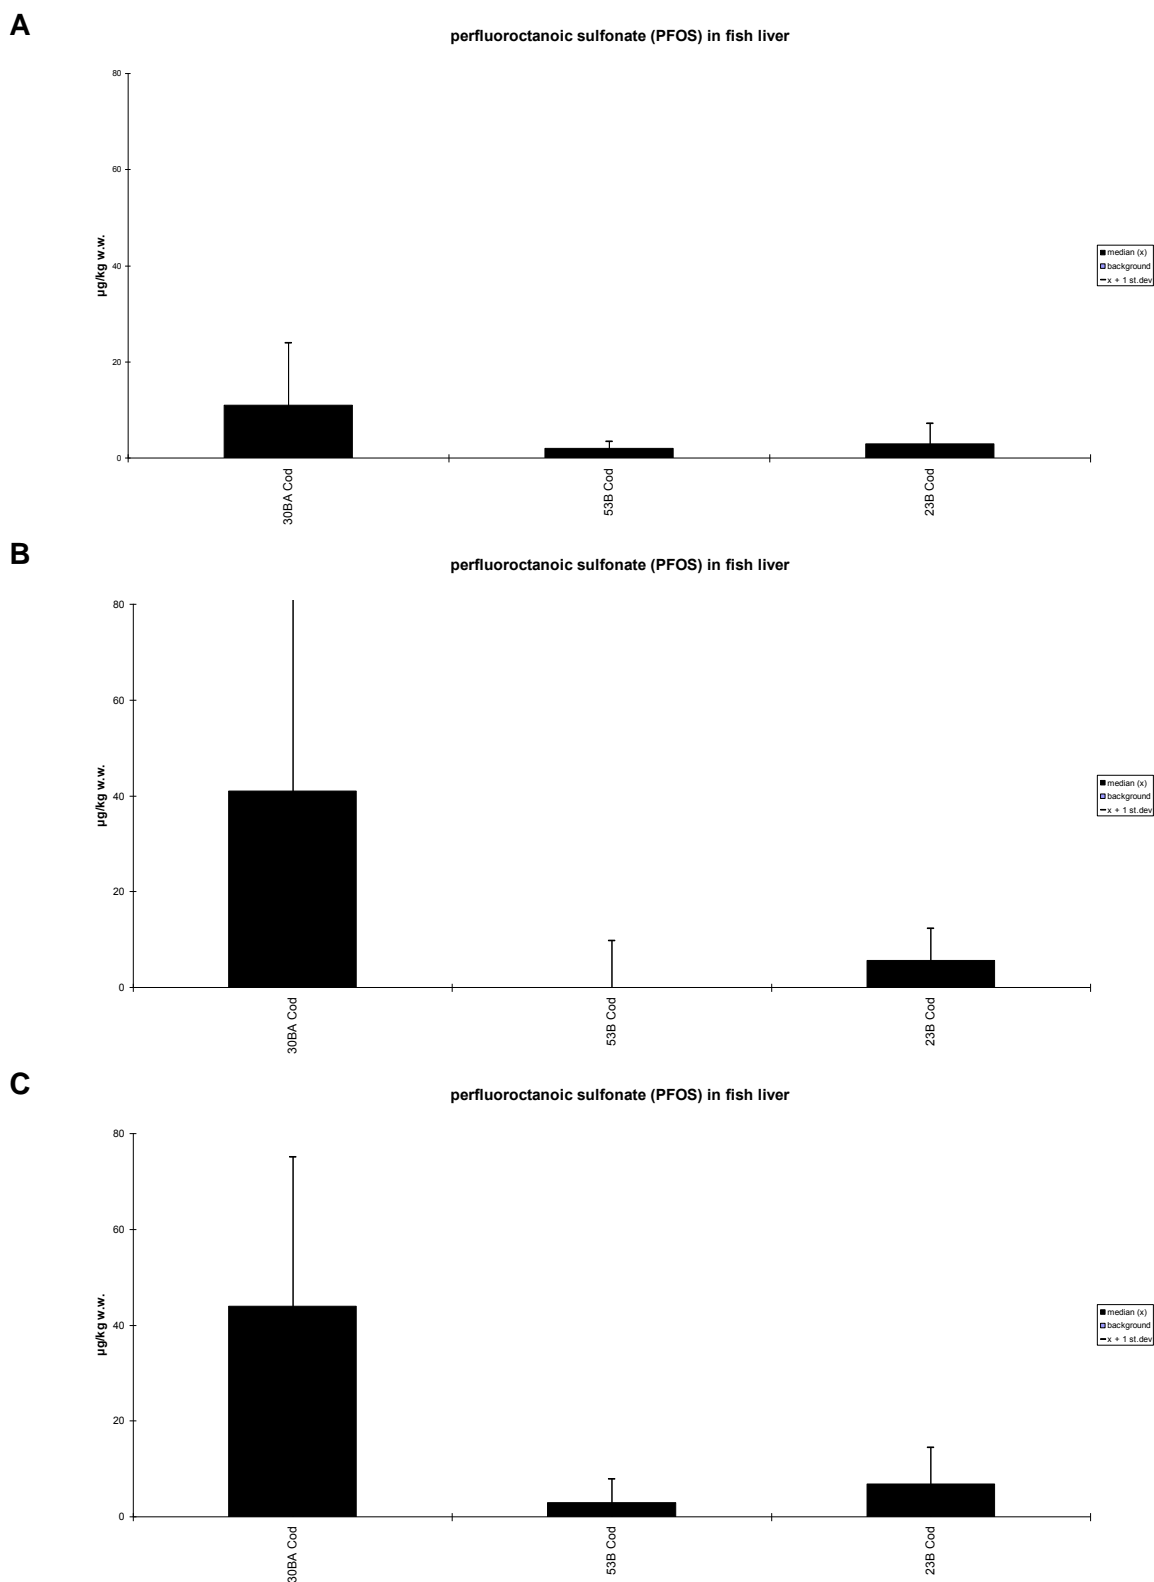 A
perfluoroctanoic sulfonate (PFOS) in fish liver
80
60
40
20
0
µg/kg w.w.
median (x)
background
x + 1 st.dev
30BA Cod
53B Cod
23B Cod
B
perfluoroctanoic sulfonate (PFOS) in fish liver
80
60
40
20
0
µg/kg w.w.
median (x)
background
x + 1 st.dev
30BA Cod
53B Cod
23B Cod
C
perfluoroctanoic sulfonate (PFOS) in fish liver
80
60
40
20
0
µg/kg w.w.
median (x)
background
x + 1 st.dev
30BA Cod
53B Cod
23B Cod